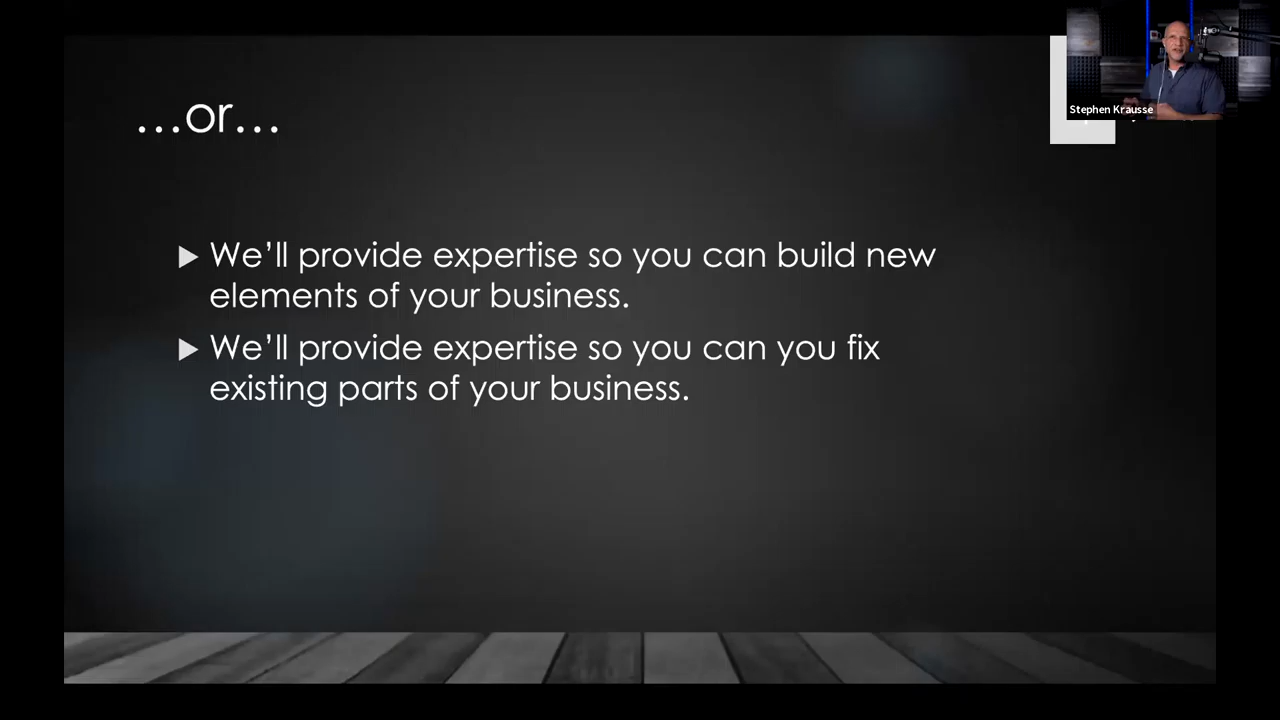 ...or...
Stephen Krausse
We’ll provide expertise so you can build new
elements of your business.
We’ll provide expertise so you can you fix
existing parts of your business.